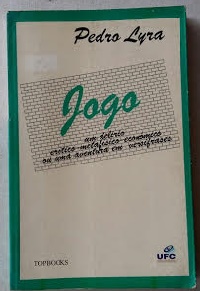 Pedro Lyra
Jogo
um delírio
erótico-metafísico-econômico
ou uma aventura em versifrases
TOPBOOKS
UFC